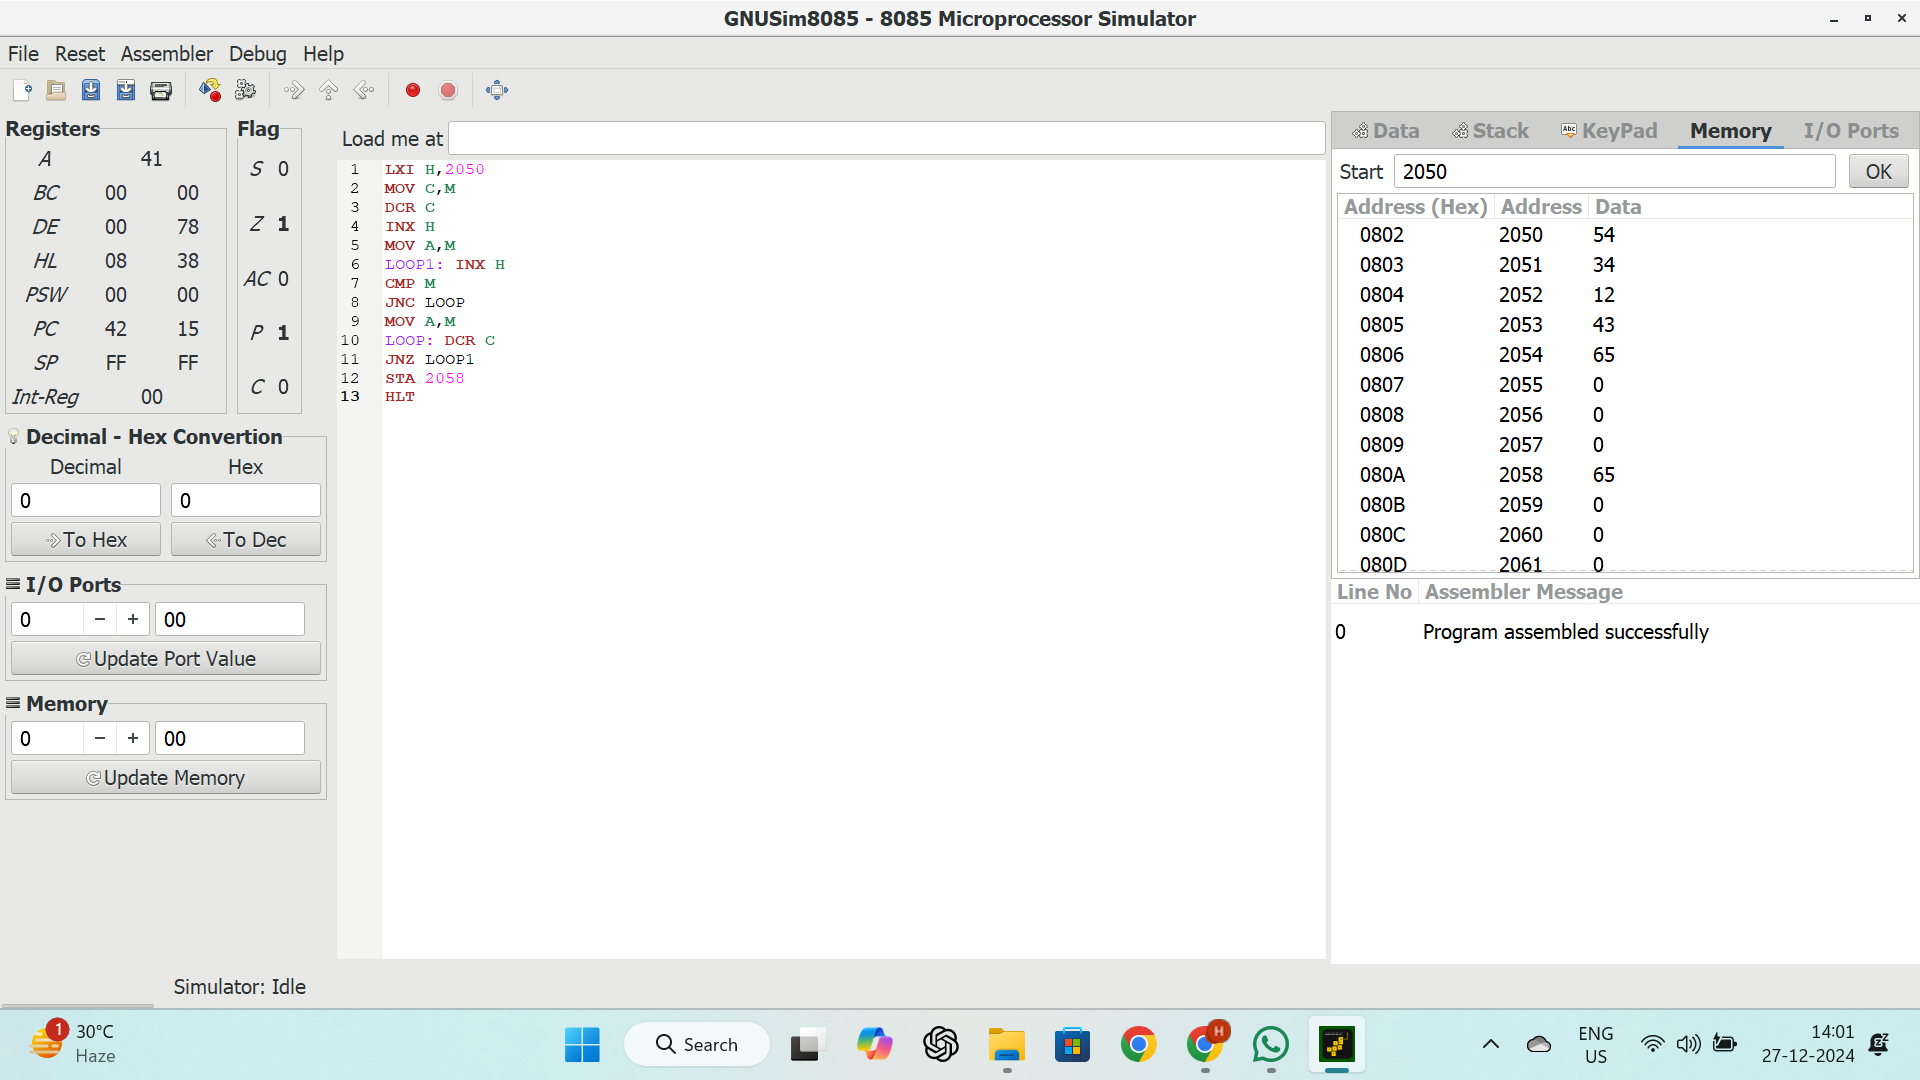 GNUSim8085 - 8085 Microprocessor Simulator
File Reset Assembler Debug Help
Registers
A 41
BC 00 00
DE 00 78
HL 08 38
PSW 00 00
PC 42 15
SP FF FF
Int-Reg 00
Flag
S 0
Z 1
AC 0
P 1
C 0
Decimal - Hex Convertion
Decimal Hex
0 0
To Hex To Dec
I/O Ports
0 − + 00
Update Port Value
Memory
0 − + 00
Update Memory
Simulator: Idle
Load me at
1 LXI H,2050
2 MOV C,M
3 DCR C
4 INX H
5 MOV A,M
6 LOOP1: INX H
7 CMP M
8 JNC LOOP
9 MOV A,M
10 LOOP: DCR C
11 JNZ LOOP1
12 STA 2058
13 HLT
Data Stack Abc KeyPad Memory I/O Ports
Start 2050 OK
Address (Hex) Address Data
0802 2050 54
0803 2051 34
0804 2052 12
0805 2053 43
0806 2054 65
0807 2055 0
0808 2056 0
0809 2057 0
080A 2058 65
080B 2059 0
080C 2060 0
080D 2061 0
Line No Assembler Message
0 Program assembled successfully
1 30°C
Haze
Search
H
ENG
US
14:01
27-12-2024